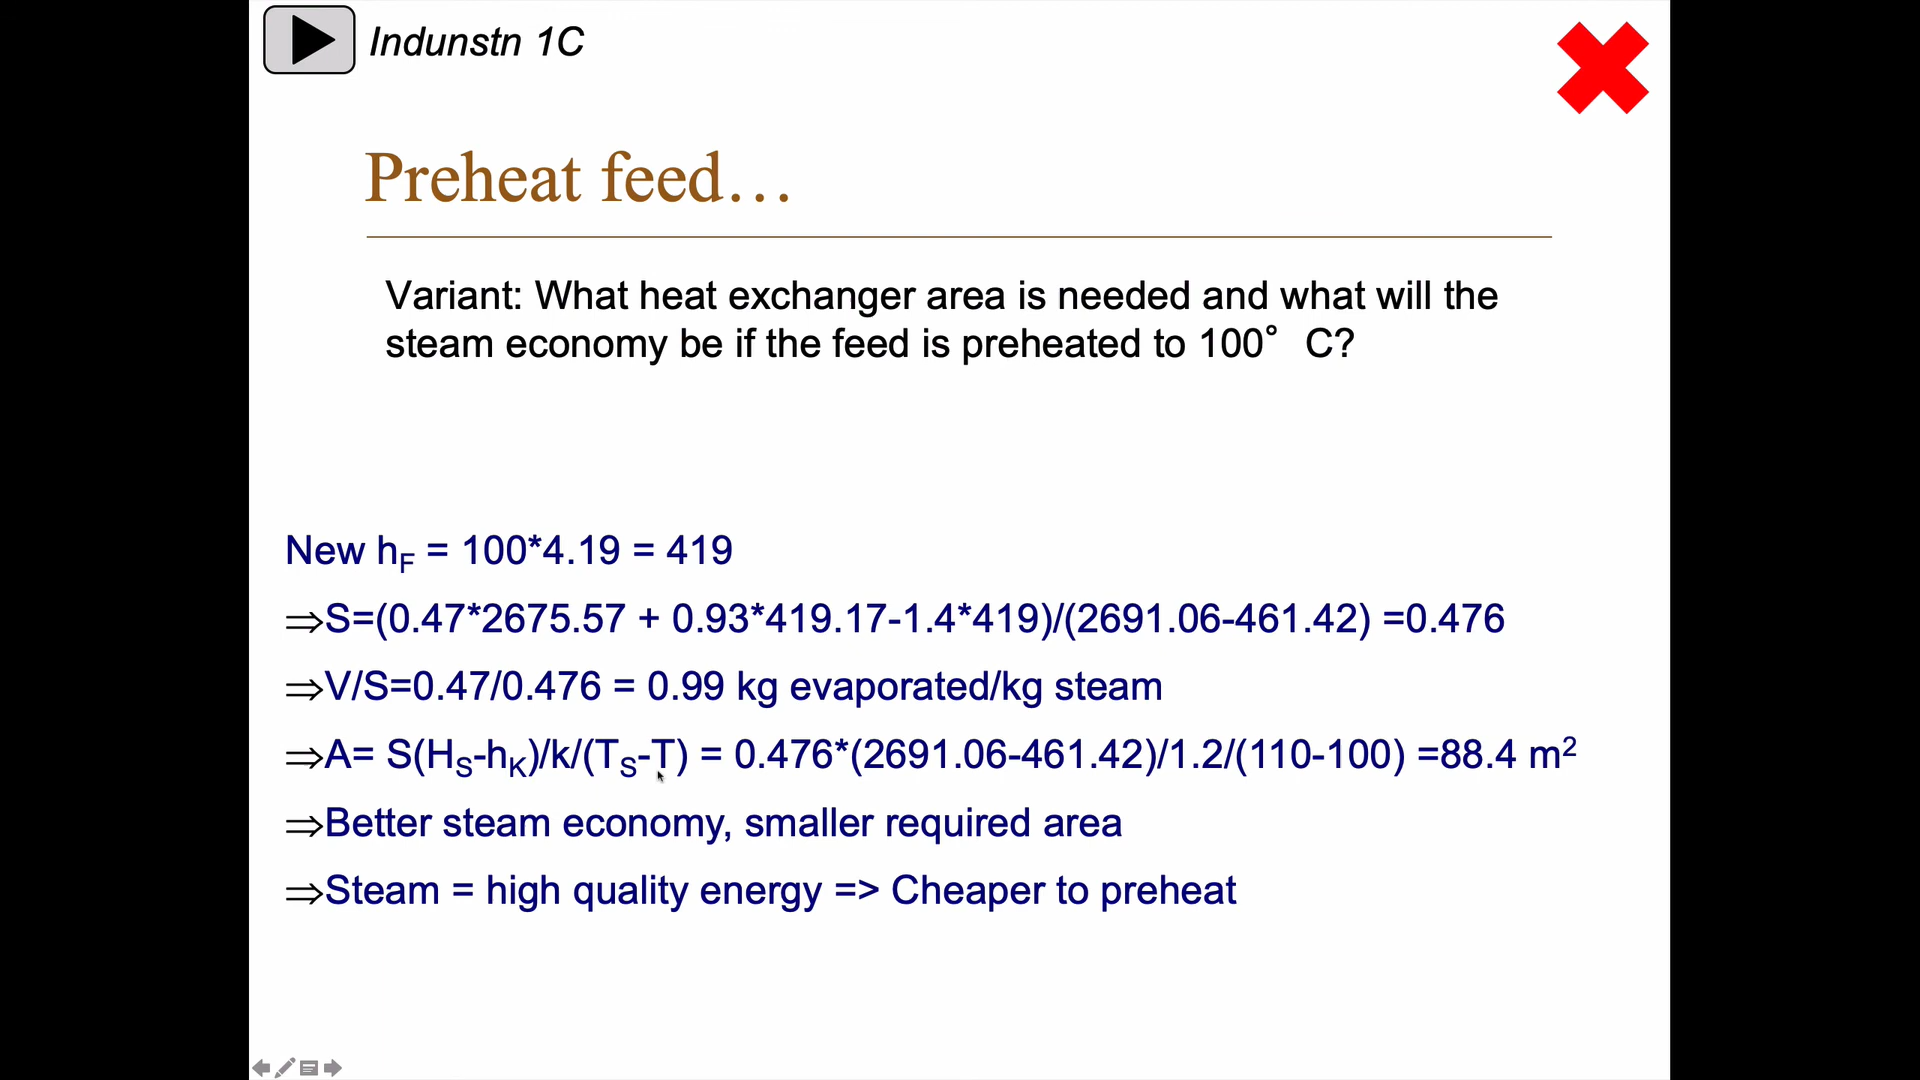 Indunstn 1C
Preheat feed…
Variant: What heat exchanger area is needed and what will the
steam economy be if the feed is preheated to 100° C?
New hF = 100*4.19 = 419
⇒S=(0.47*2675.57 + 0.93*419.17-1.4*419)/(2691.06-461.42) =0.476
⇒V/S=0.47/0.476 = 0.99 kg evaporated/kg steam
⇒A= S(HS-hK)/k/(TS-T) = 0.476*(2691.06-461.42)/1.2/(110-100) =88.4 m²
⇒Better steam economy, smaller required area
⇒Steam = high quality energy => Cheaper to preheat